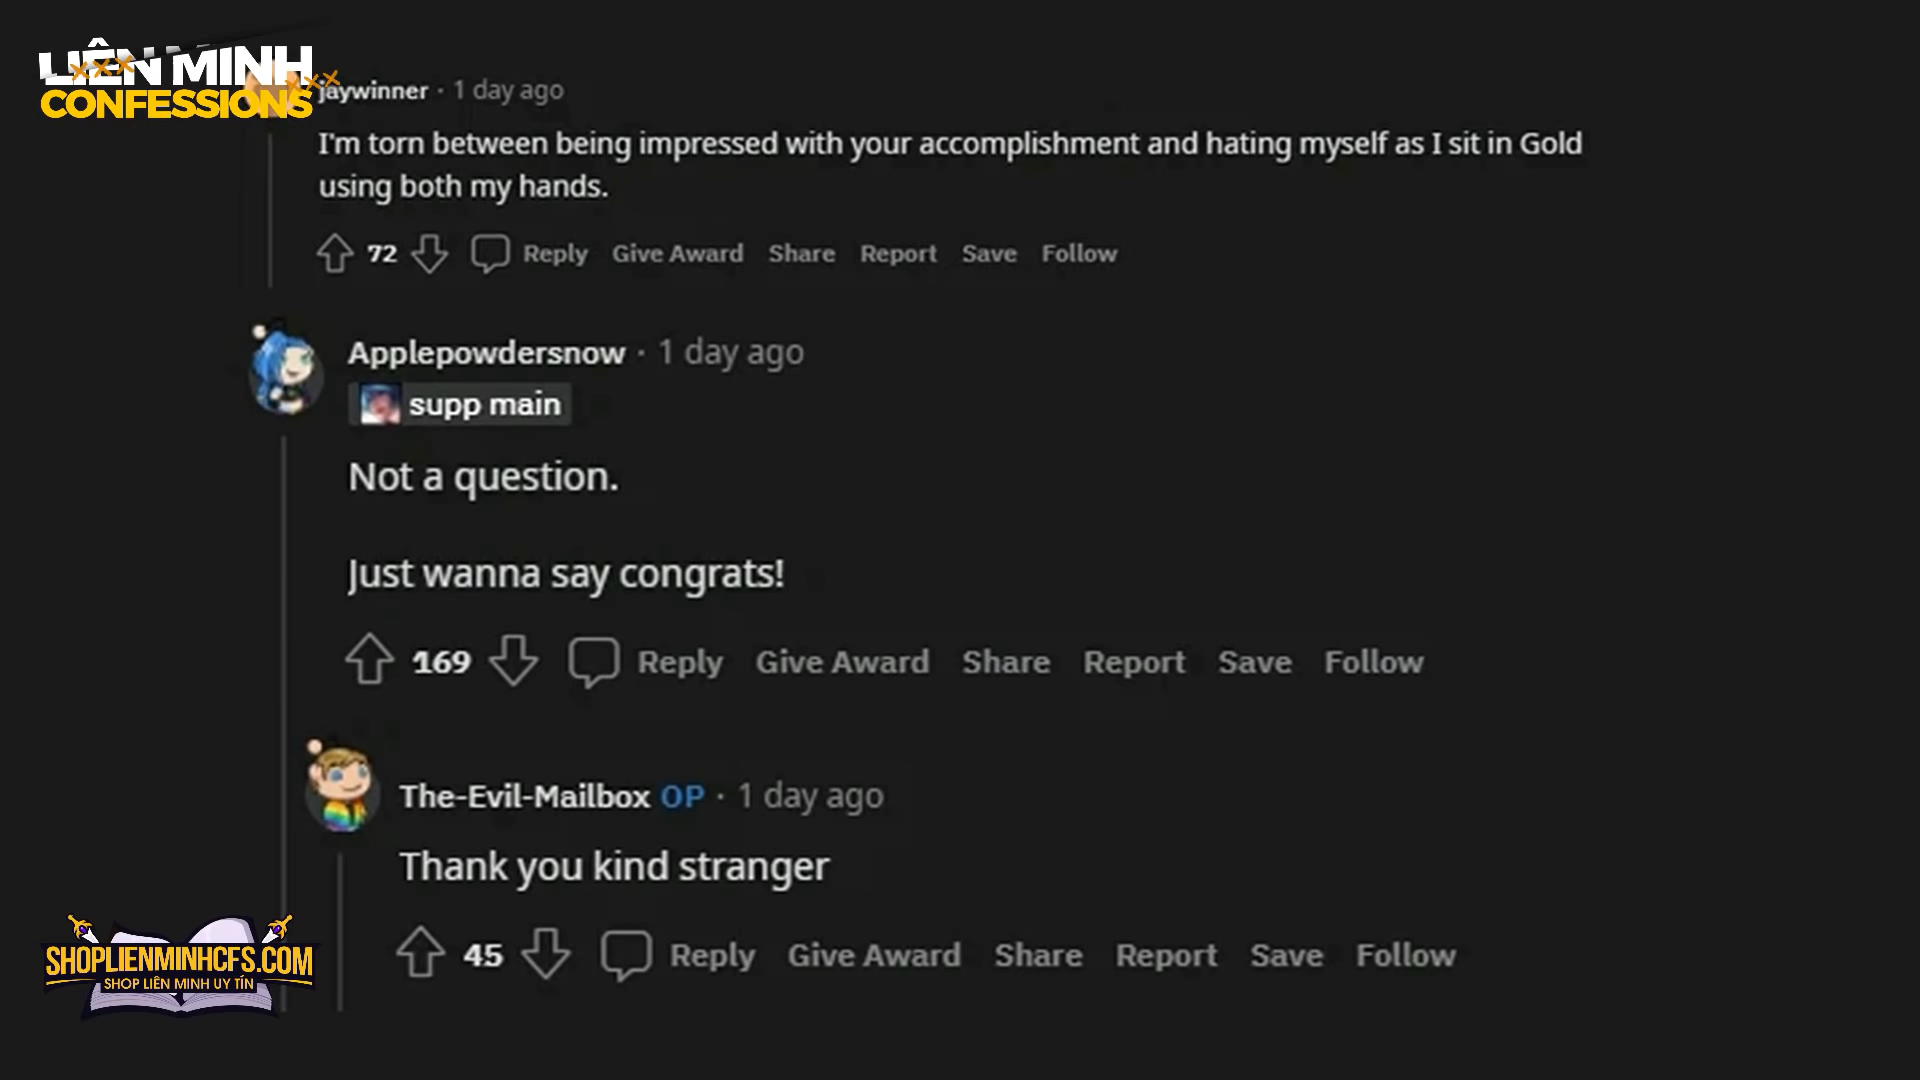 LIÊN MINH
CONFESSIONS
jaywinner · 1 day ago
I'm torn between being impressed with your accomplishment and hating myself as I sit in Gold
using both my hands.
72 Reply Give Award Share Report Save Follow
Applepowdersnow · 1 day ago
supp main
Not a question.
Just wanna say congrats!
169 Reply Give Award Share Report Save Follow
The-Evil-Mailbox OP · 1 day ago
Thank you kind stranger
45 Reply Give Award Share Report Save Follow
SHOPLIENMINHCFS.COM
SHOP LIÊN MINH UY TÍN